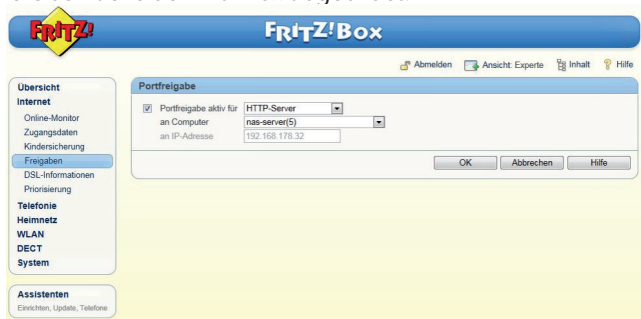 FRITZ!
FRITZ!BOX
Abmelden
Ansicht: Experte
Inhalt
Hilfe
Übersicht
Internet
Online-Monitor
Zugangsdaten
Kindersicherung
Freigaben
DSL-Informationen
Priorisierung
Telefonie
Heimnetz
WLAN
DECT
System
Assistenten
Einrichten, Update, Telefone
Portfreigabe
Portfreigabe aktiv für HTTP-Server
an Computer nas-server(5)
an IP-Adresse 192.168.178.32
OK Abbrechen Hilfe